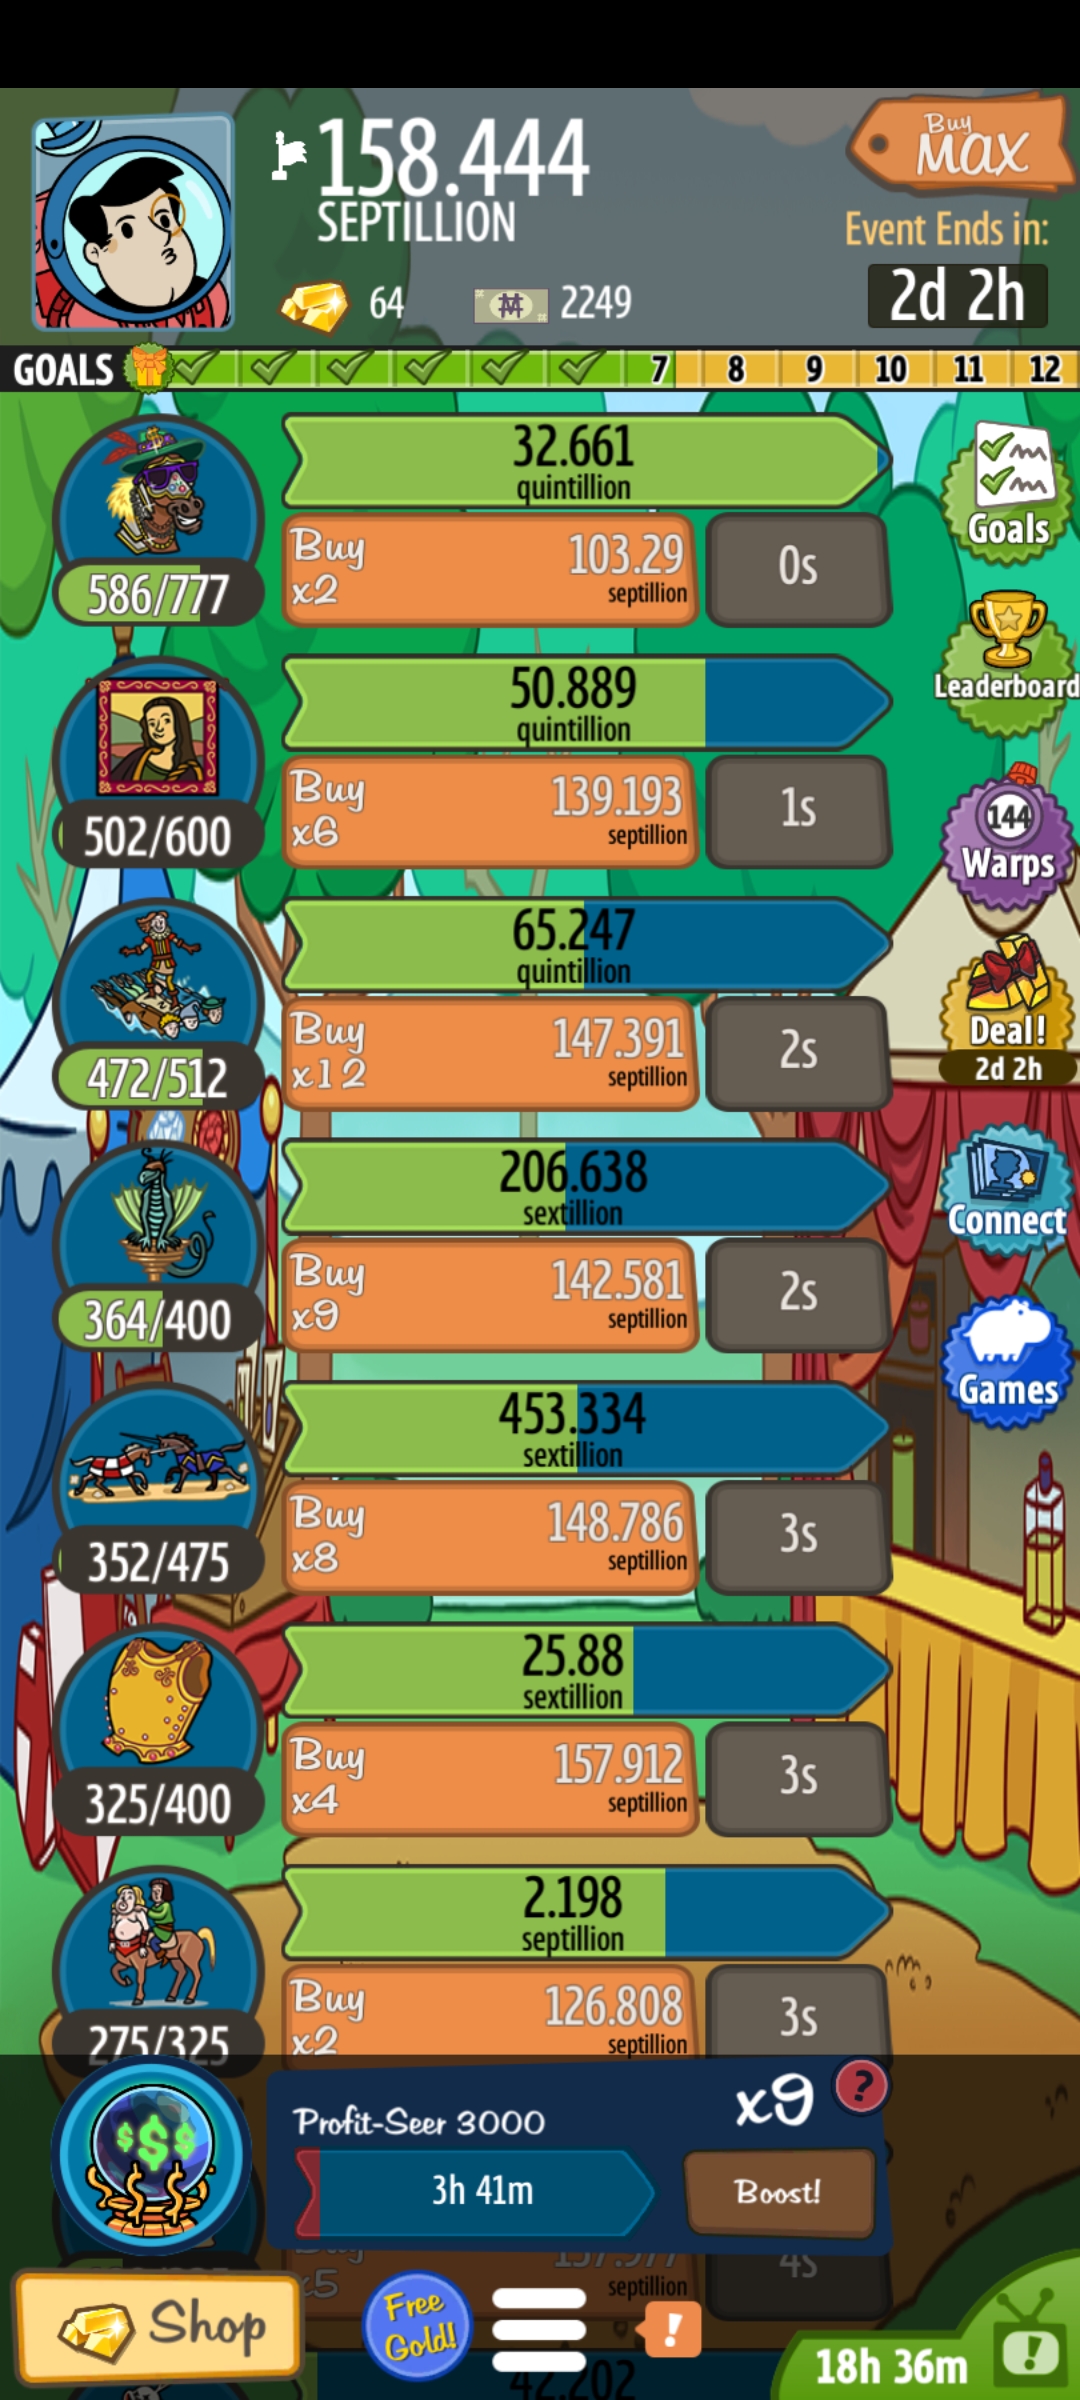 158.444
SEPTILLION
Buy
MAX
Event Ends in:
2d 2h
64
2249
GOALS
7
8
9
10
11
12
32.661
quintillion
Buy
x2
103.29
septillion
0s
586/777
Goals
Leaderboard
50.889
quintillion
Buy
x6
139.193
septillion
1s
502/600
144
Warps
65.247
quintillion
Buy
x12
147.391
septillion
2s
472/512
Deal!
2d 2h
206.638
sextillion
Buy
x9
142.581
septillion
2s
364/400
Connect
Games
453.334
sextillion
Buy
x8
148.786
septillion
3s
352/475
25.88
sextillion
Buy
x4
157.912
septillion
3s
325/400
2.198
septillion
Buy
x2
126.808
septillion
3s
275/325
$$$
Profit-Seer 3000
x9
?
3h 41m
Boost!
Buy
x5
septillion
4s
Shop
Free
Gold!
!
18h 36m
!
42.202